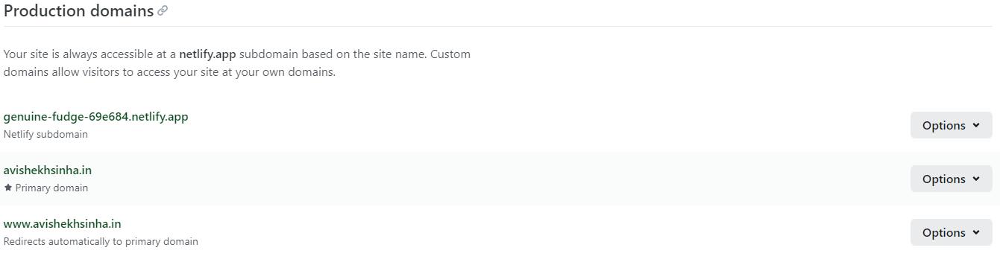 Production domains
Your site is always accessible at a netlify.app subdomain based on the site name. Custom
domains allow visitors to access your site at your own domains.
genuine-fudge-69e684.netlify.app
Netlify subdomain
Options
avishekhsinha.in
Primary domain
Options
www.avishekhsinha.in
Redirects automatically to primary domain
Options